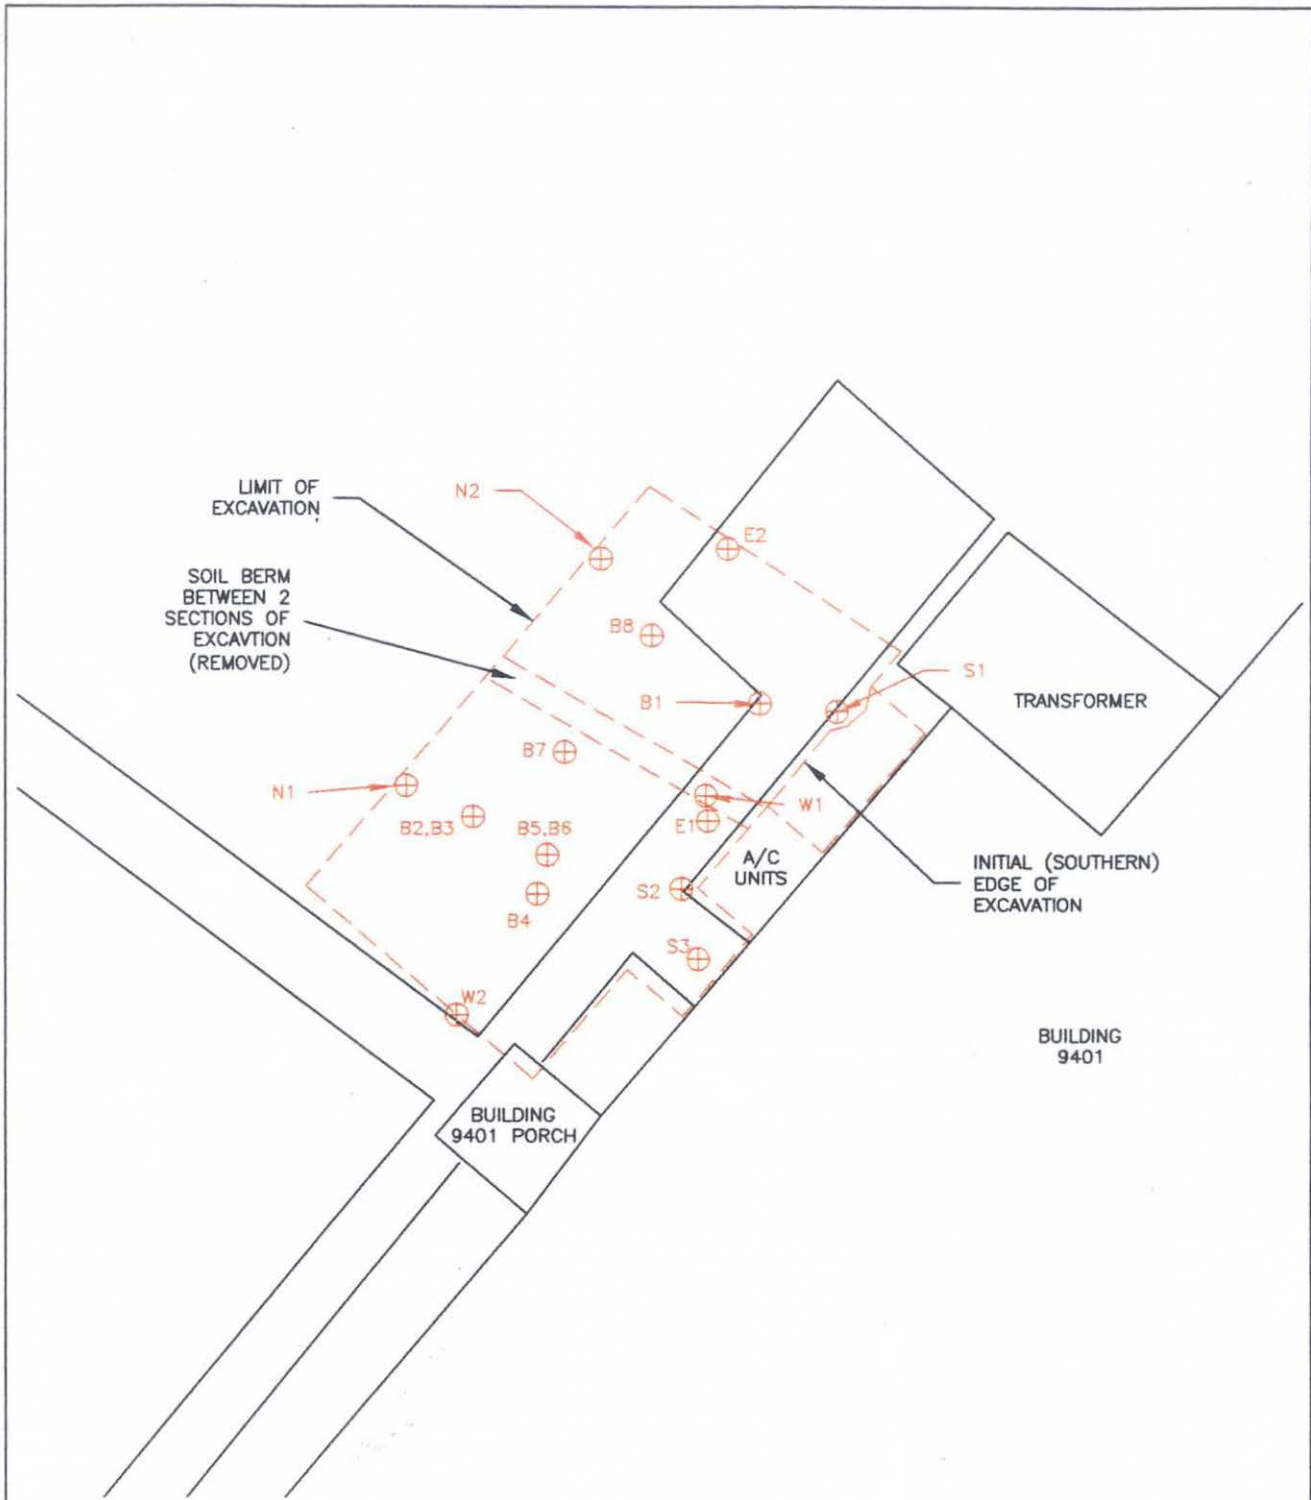 LIMIT OF
EXCAVATION
N2
E2
SOIL BERM
BETWEEN 2
SECTIONS OF
EXCAVTION
(REMOVED)
B8
S1
B1
TRANSFORMER
B7
N1
W1
B2,B3
B5,B6
E1
A/C
UNITS
INITIAL (SOUTHERN)
EDGE OF
EXCAVATION
S2
B4
S3
W2
BUILDING
9401
BUILDING
9401 PORCH